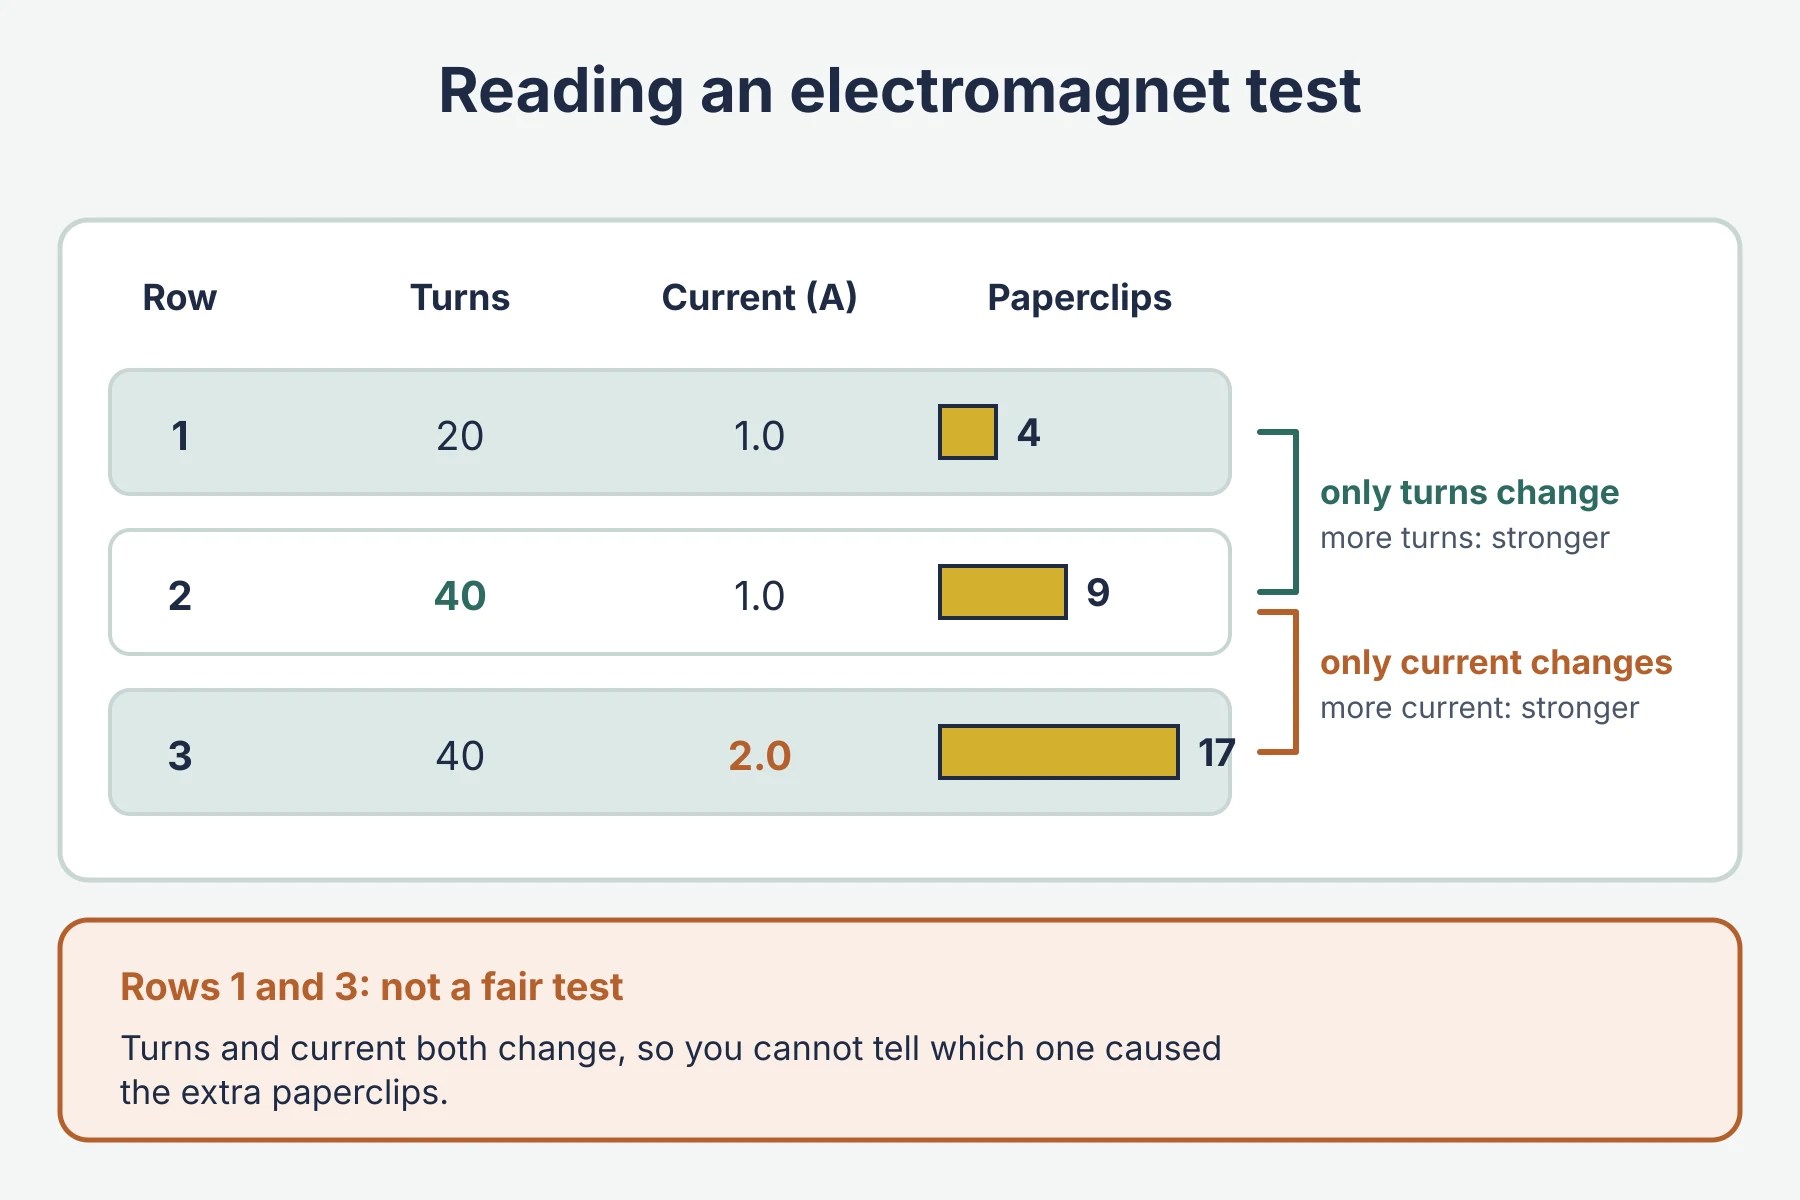 Reading an electromagnet test
Row Turns Current (A) Paperclips
1 20 1.0 4
only turns change
more turns: stronger
2 40 1.0 9
only current changes
more current: stronger
3 40 2.0 17
Rows 1 and 3: not a fair test
Turns and current both change, so you cannot tell which one caused
the extra paperclips.